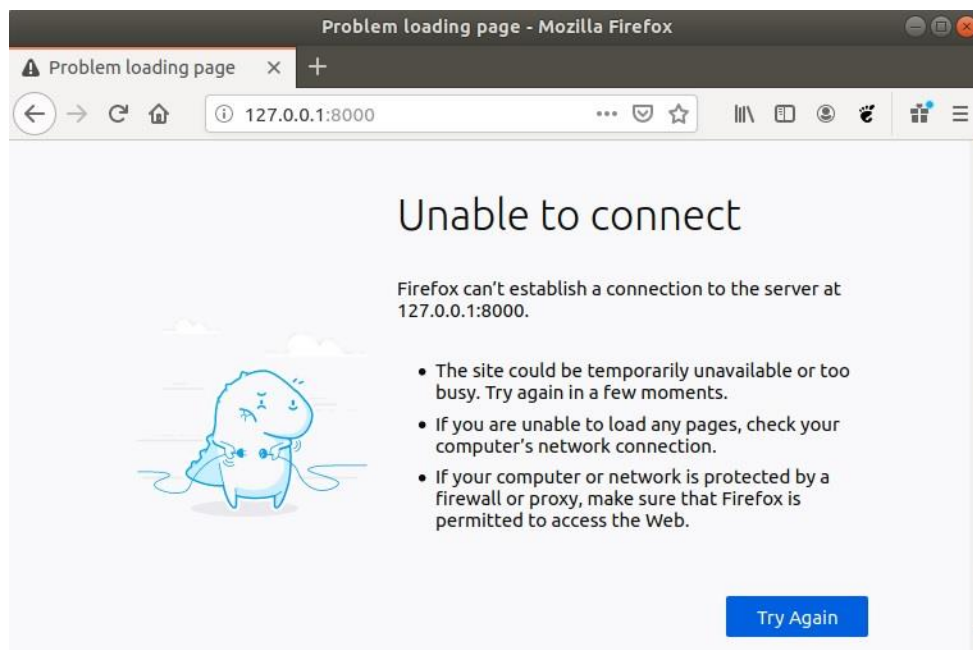 Problem loading page - Mozilla Firefox
Problem loading page
127.0.0.1:8000
Unable to connect
Firefox can’t establish a connection to the server at
127.0.0.1:8000.
• The site could be temporarily unavailable or too
busy. Try again in a few moments.
• If you are unable to load any pages, check your
computer’s network connection.
• If your computer or network is protected by a
firewall or proxy, make sure that Firefox is
permitted to access the Web.
Try Again